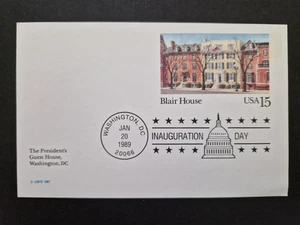 Blair House
USA 15
WASHINGTON, DC
JAN
20
1989
20066
INAUGURATION DAY
The President's
Guest House,
Washington, DC